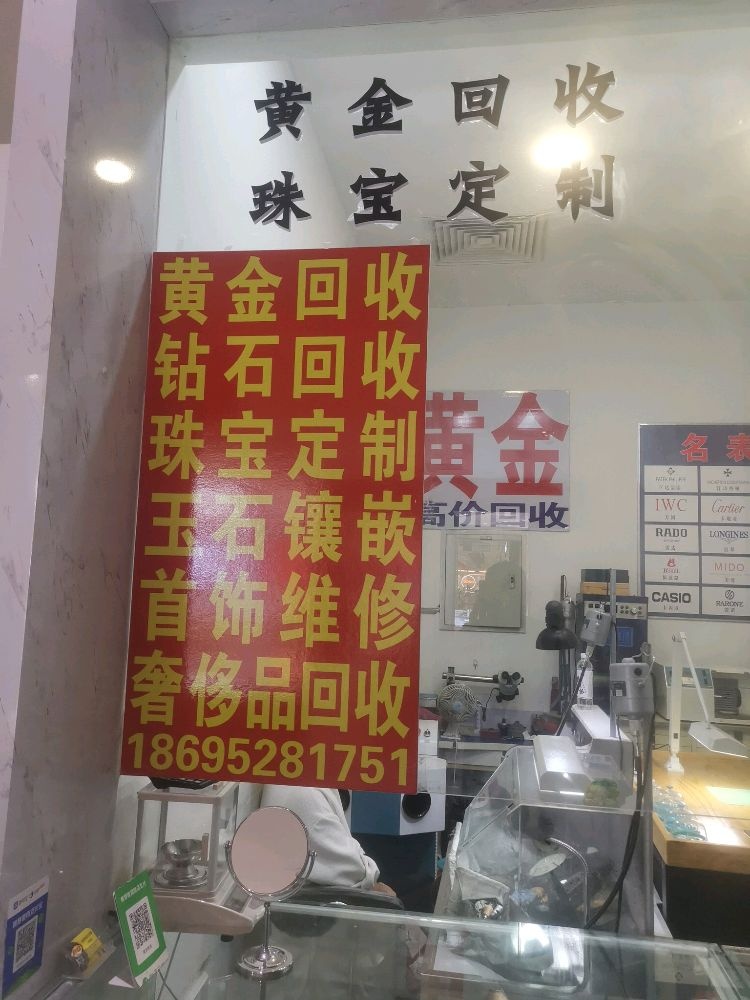 黄金回收
珠宝定制
黄金回收
钻石回收
珠宝定制
玉石镶嵌
首饰维修
奢侈品回收
18695281751
黄金
高价回收
名表
IWC
Cartier
RADO
LONGINES
MIDO
CASIO